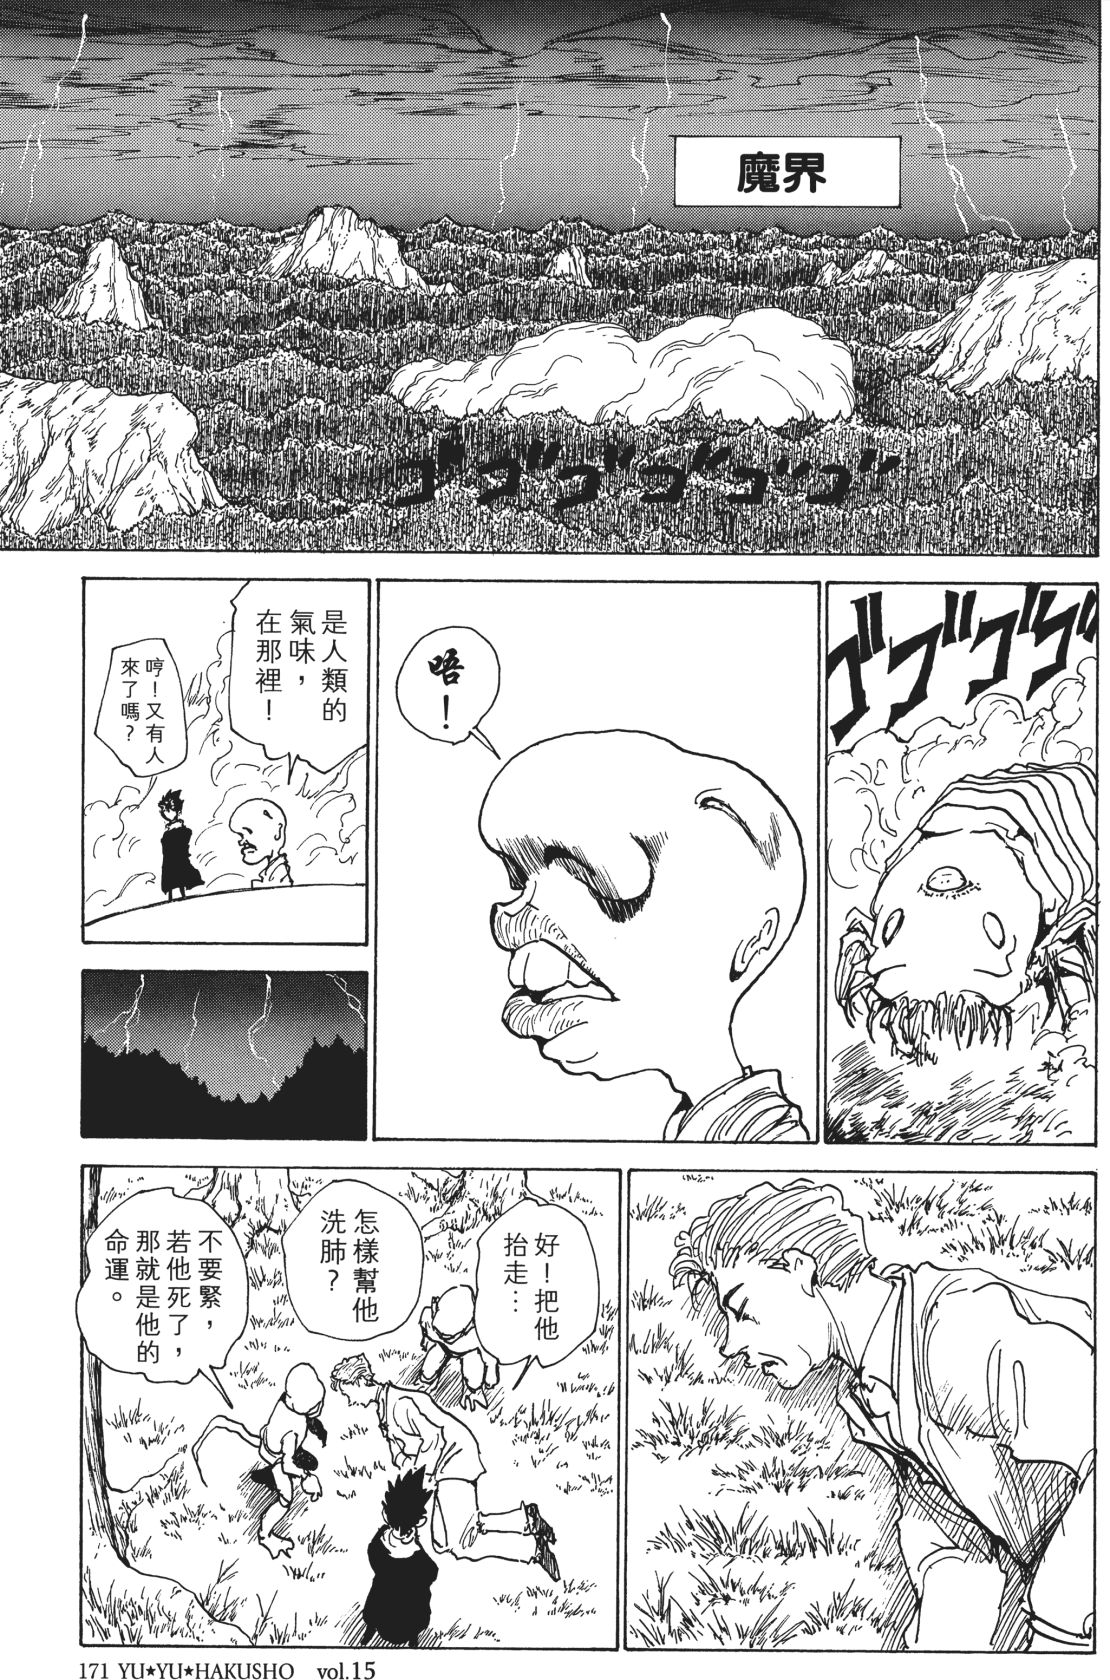 魔界
ゴゴゴゴゴゴ
ゴゴゴゴ
唔！
是人類的
氣味，
在那裡！
哼！又有人
來了嗎？
好！把他
抬走…
怎樣幫他
洗肺？
不要緊，
若他死了，
那就是他的
命運。
171 YU★YU★HAKUSHO vol.15